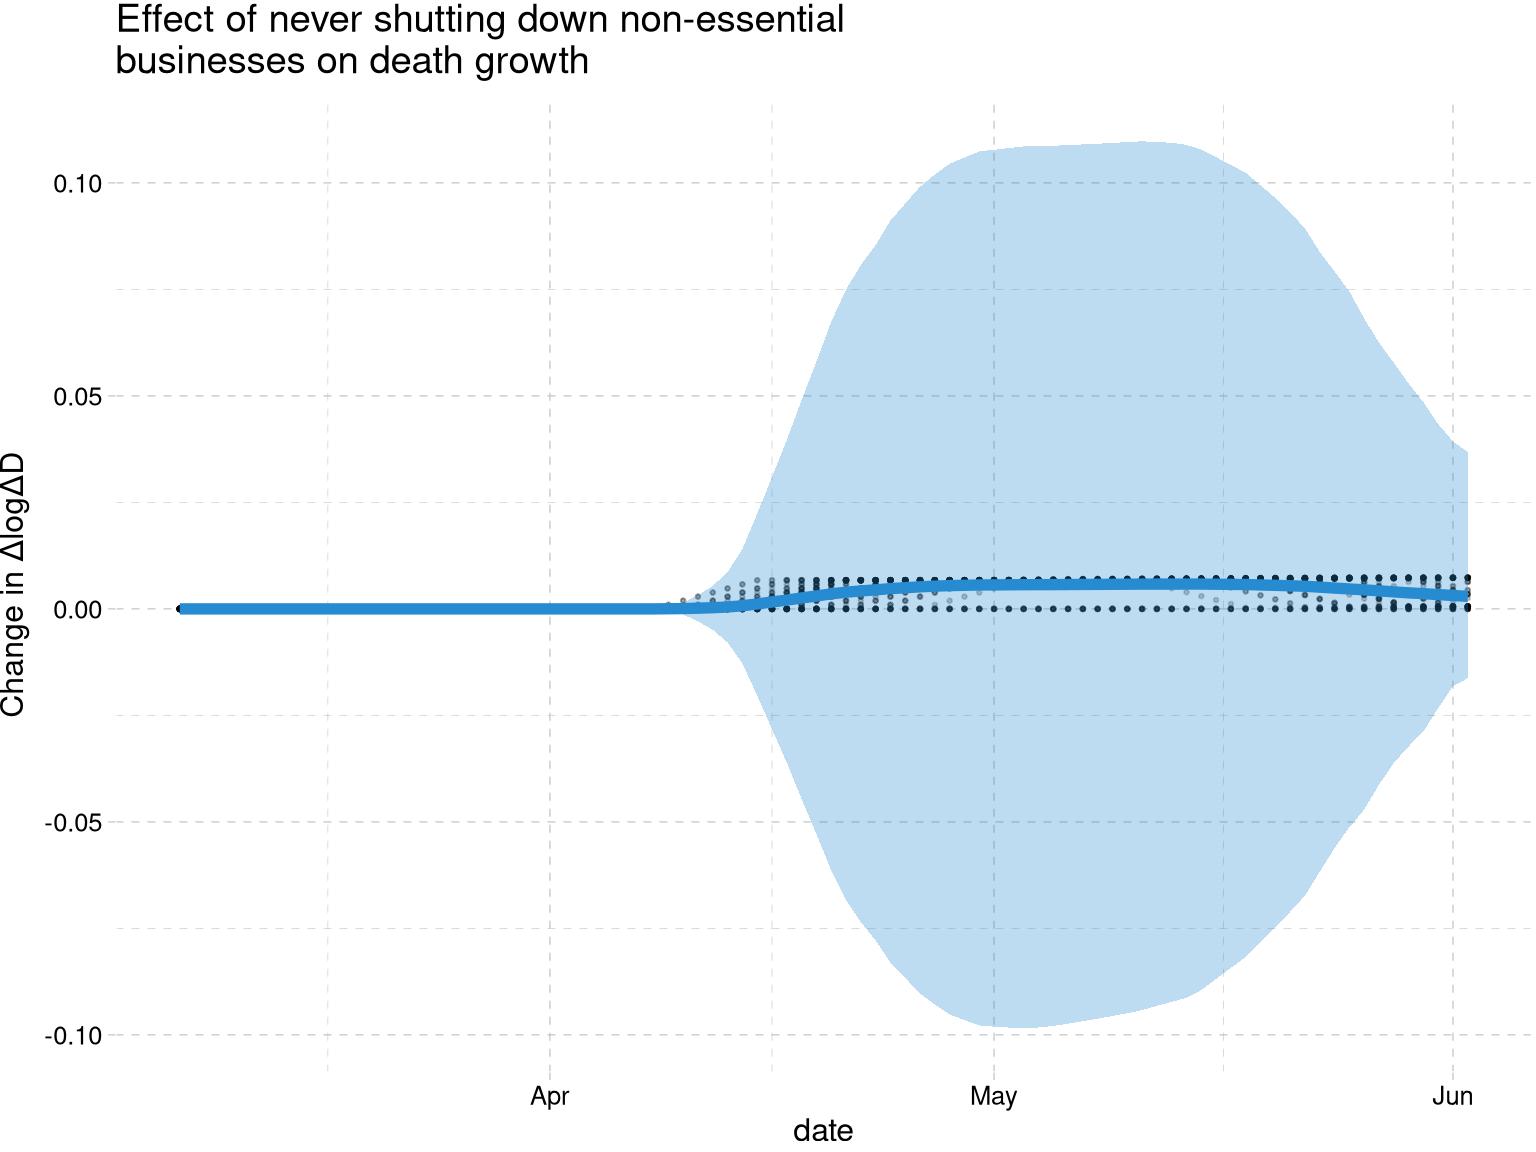 Effect of never shutting down non-essential
businesses on death growth
Change in ΔlogΔD
0.10
0.05
0.00
-0.05
-0.10
Apr
May
Jun
date